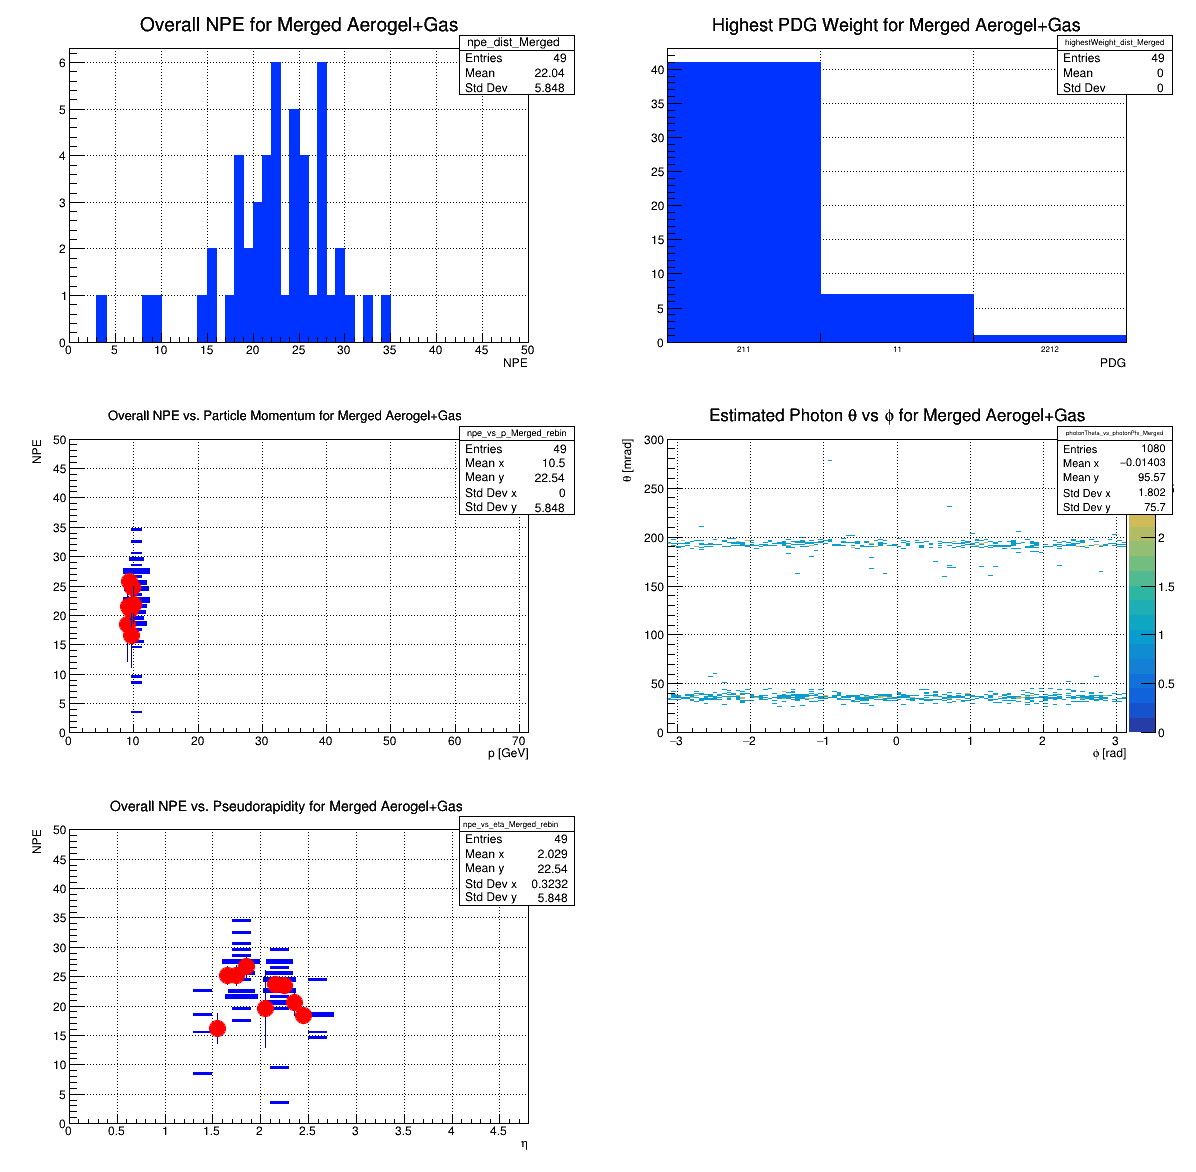 Overall NPE for Merged Aerogel+Gas
npe_dist_Merged
Entries 49
Mean 22.04
Std Dev 5.848
6
5
4
3
2
1
0
0 5 10 15 20 25 30 35 40 45 50
NPE
Highest PDG Weight for Merged Aerogel+Gas
highestWeight_dist_Merged
Entries 49
Mean 0
Std Dev 0
40
35
30
25
20
15
10
5
0
211 11 2212
PDG
Overall NPE vs. Particle Momentum for Merged Aerogel+Gas
npe_vs_p_Merged_rebin
Entries 49
Mean x 10.5
Mean y 22.54
Std Dev x 0
Std Dev y 5.848
NPE
50
45
40
35
30
25
20
15
10
5
0
0 10 20 30 40 50 60 70
p [GeV]
Estimated Photon θ vs ϕ for Merged Aerogel+Gas
photonTheta_vs_photonPhi_Merged
Entries 1080
Mean x −0.01403
Mean y 95.57
Std Dev x 1.802
Std Dev y 75.7
θ [mrad]
300
250
200
150
100
50
0
−3 −2 −1 0 1 2 3
ϕ [rad]
2
1.5
1
0.5
0
Overall NPE vs. Pseudorapidity for Merged Aerogel+Gas
npe_vs_eta_Merged_rebin
Entries 49
Mean x 2.029
Mean y 22.54
Std Dev x 0.3232
Std Dev y 5.848
NPE
50
45
40
35
30
25
20
15
10
5
0
0 0.5 1 1.5 2 2.5 3 3.5 4 4.5
η